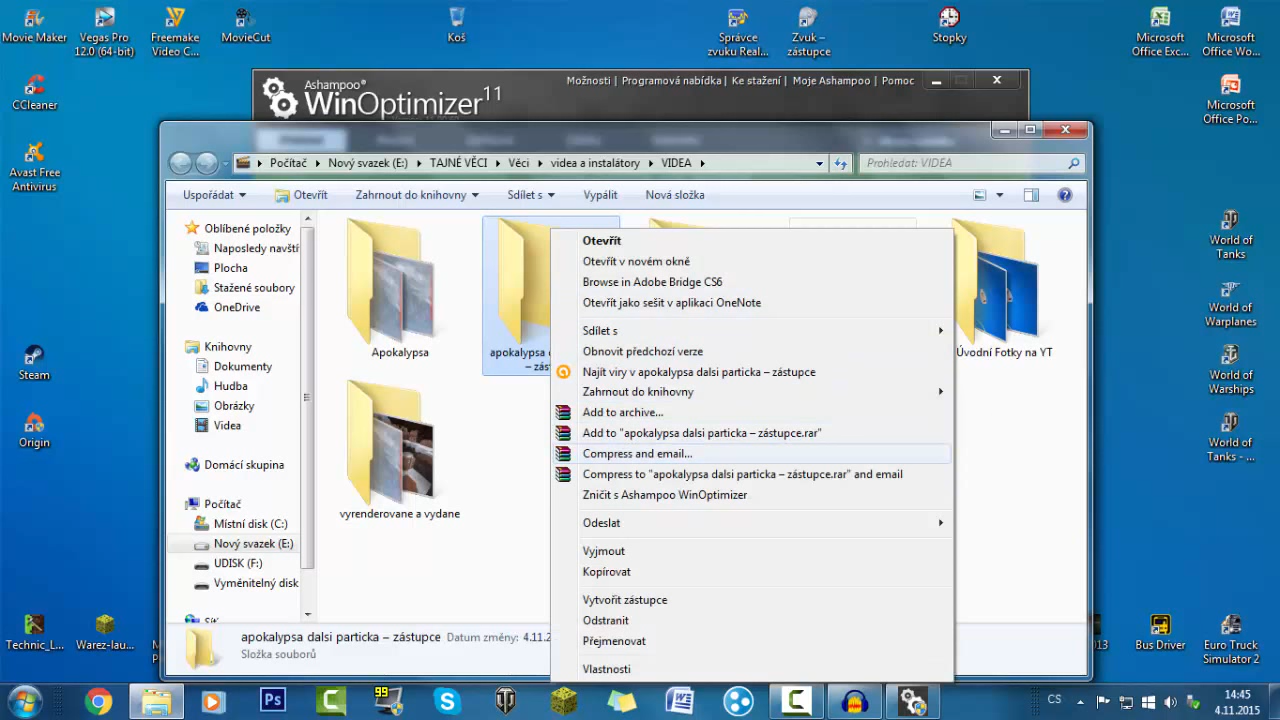 Movie Maker
Vegas Pro
12.0 (64-bit)
Freemake
Video C...
MovieCut
Koš
Správce
zvuku Real...
Zvuk –
zástupce
Stopky
Microsoft
Office Exc...
Microsoft
Office Wo...
CCleaner
Microsoft
Office Po...
Avast Free
Antivirus
World of
Tanks
World of
Warplanes
World of
Warships
World of
Tanks - ...
Steam
Origin
Technic_L...
Warez-lau...
Bus Driver
Euro Truck
Simulator 2
Ashampoo®
WinOptimizer 11
Možnosti | Programová nabídka | Ke stažení | Moje Ashampoo | Pomoc
Počítač
Nový svazek (E:)
TAJNÉ VĚCI
Věci
videa a instalátory
VIDEA
Prohledat: VIDEA
Uspořádat
Otevřít
Zahrnout do knihovny
Sdílet s
Vypálit
Nová složka
Oblíbené položky
Naposledy navští
Plocha
Stažené soubory
OneDrive
Knihovny
Dokumenty
Hudba
Obrázky
Videa
Domácí skupina
Počítač
Místní disk (C:)
Nový svazek (E:)
UDISK (F:)
Vyměnitelný disk
Apokalypsa
apokalypsa
– zás
Úvodní Fotky na YT
vyrenderovane a vydane
Otevřít
Otevřít v novém okně
Browse in Adobe Bridge CS6
Otevřít jako sešit v aplikaci OneNote
Sdílet s
Obnovit předchozí verze
Najít viry v apokalypsa dalsi particka – zástupce
Zahrnout do knihovny
Add to archive...
Add to "apokalypsa dalsi particka – zástupce.rar"
Compress and email...
Compress to "apokalypsa dalsi particka – zástupce.rar" and email
Zničit s Ashampoo WinOptimizer
Odeslat
Vyjmout
Kopírovat
Vytvořit zástupce
Odstranit
Přejmenovat
Vlastnosti
apokalypsa dalsi particka – zástupce
Datum změny: 4.11.2
Složka souborů
Ps
99
CS
14:45
4.11.2015